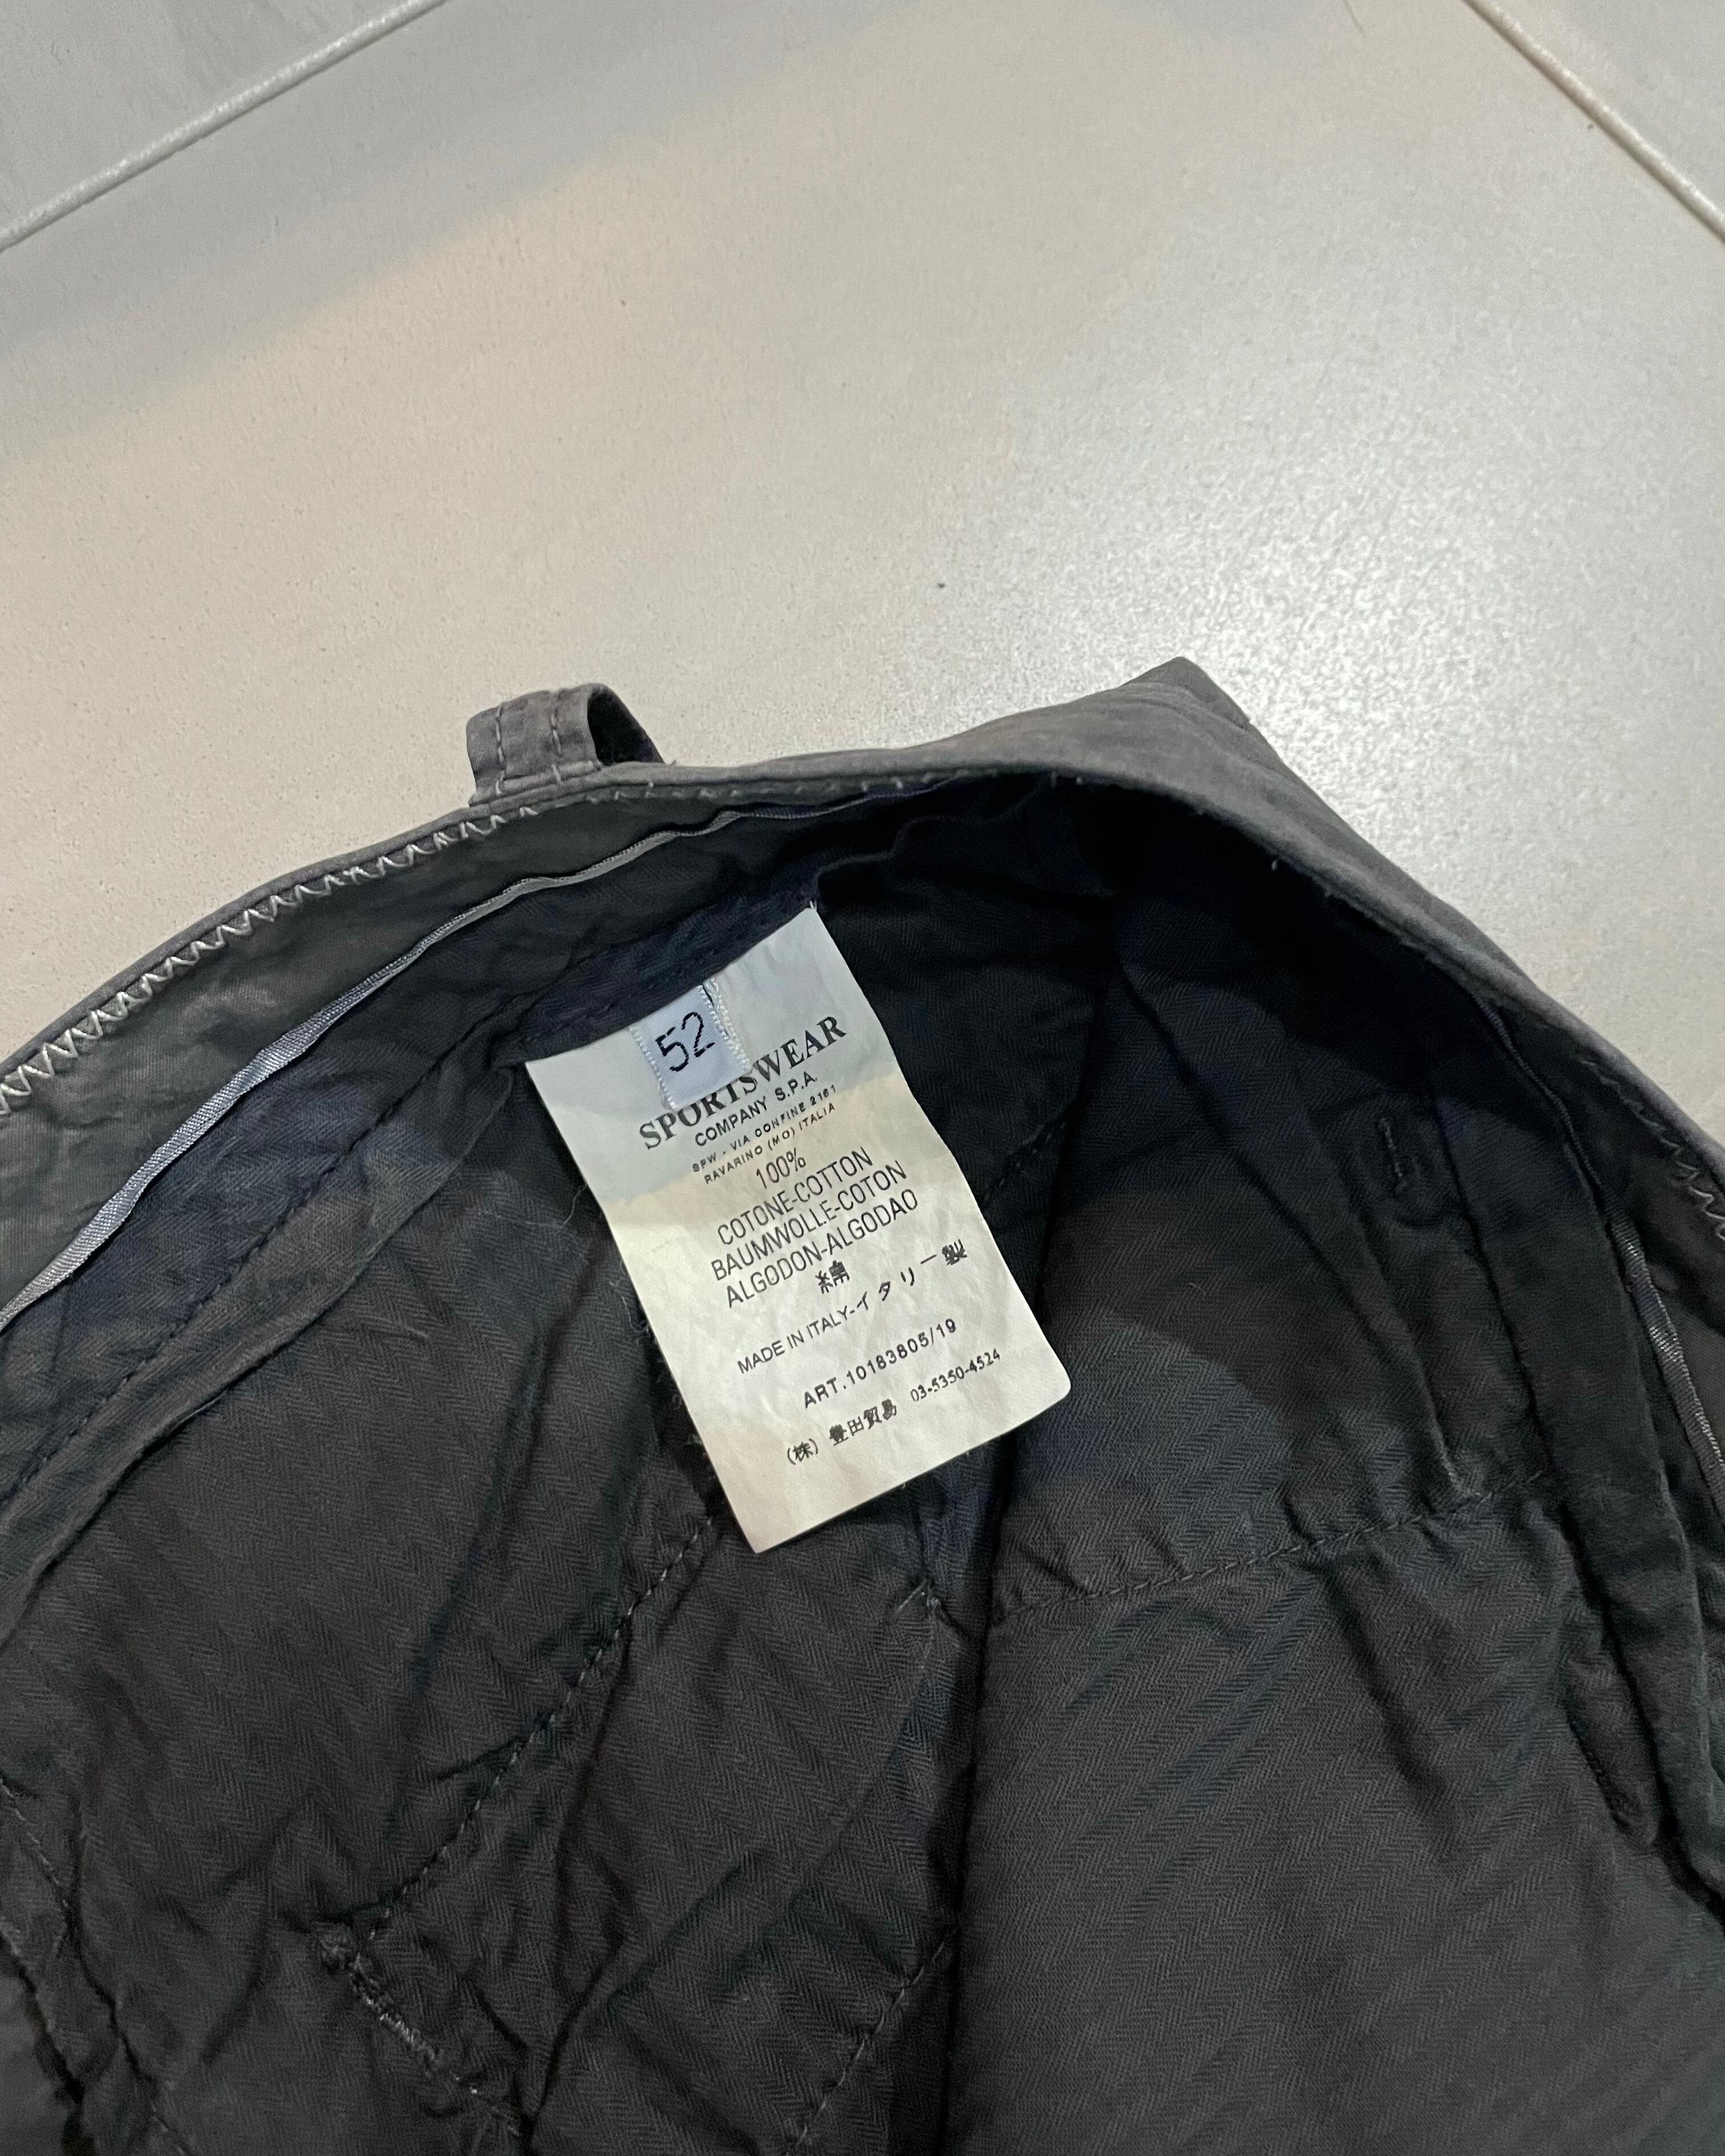 52
SPORTSWEAR
COMPANY S.P.A.
SPW - VIA CONFINE 2161
RAVARINO (MO) ITALIA
100%
COTONE-COTTON
BAUMWOLLE-COTON
ALGODON-ALGODAO
綿
MADE IN ITALY-イタリー製
ART.10183805/19
(株) 豊田貿易 03-5350-4524